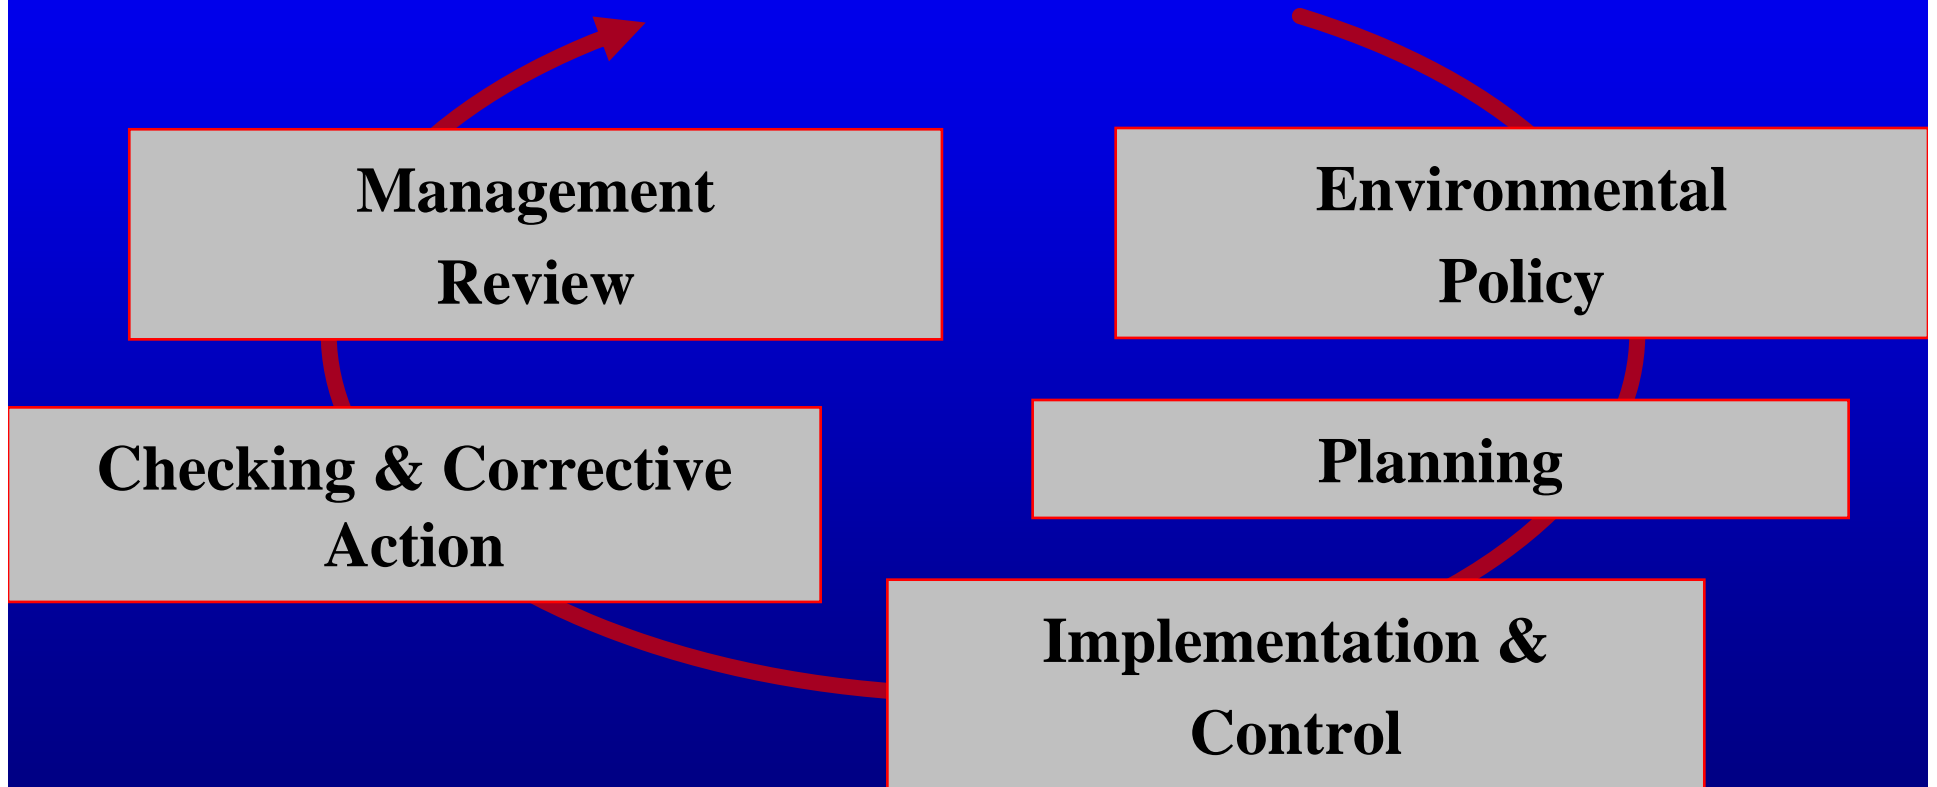 Management
Review
Environmental
Policy
Checking & Corrective
Action
Planning
Implementation &
Control